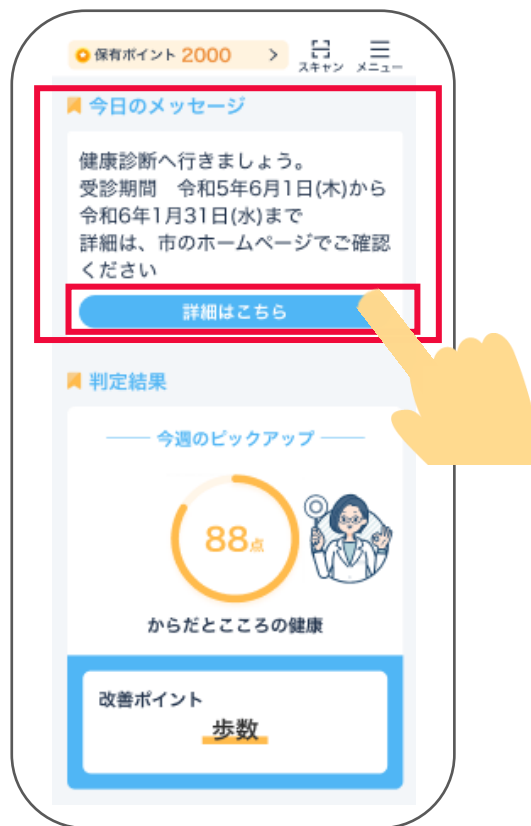 保有ポイント 2000 >
スキャン メニュー
今日のメッセージ
健康診断へ行きましょう。
受診期間 令和5年6月1日(木)から
令和6年1月31日(水)まで
詳細は、市のホームページでご確認
ください
詳細はこちら
判定結果
今週のピックアップ
88点
からだとこころの健康
改善ポイント
歩数